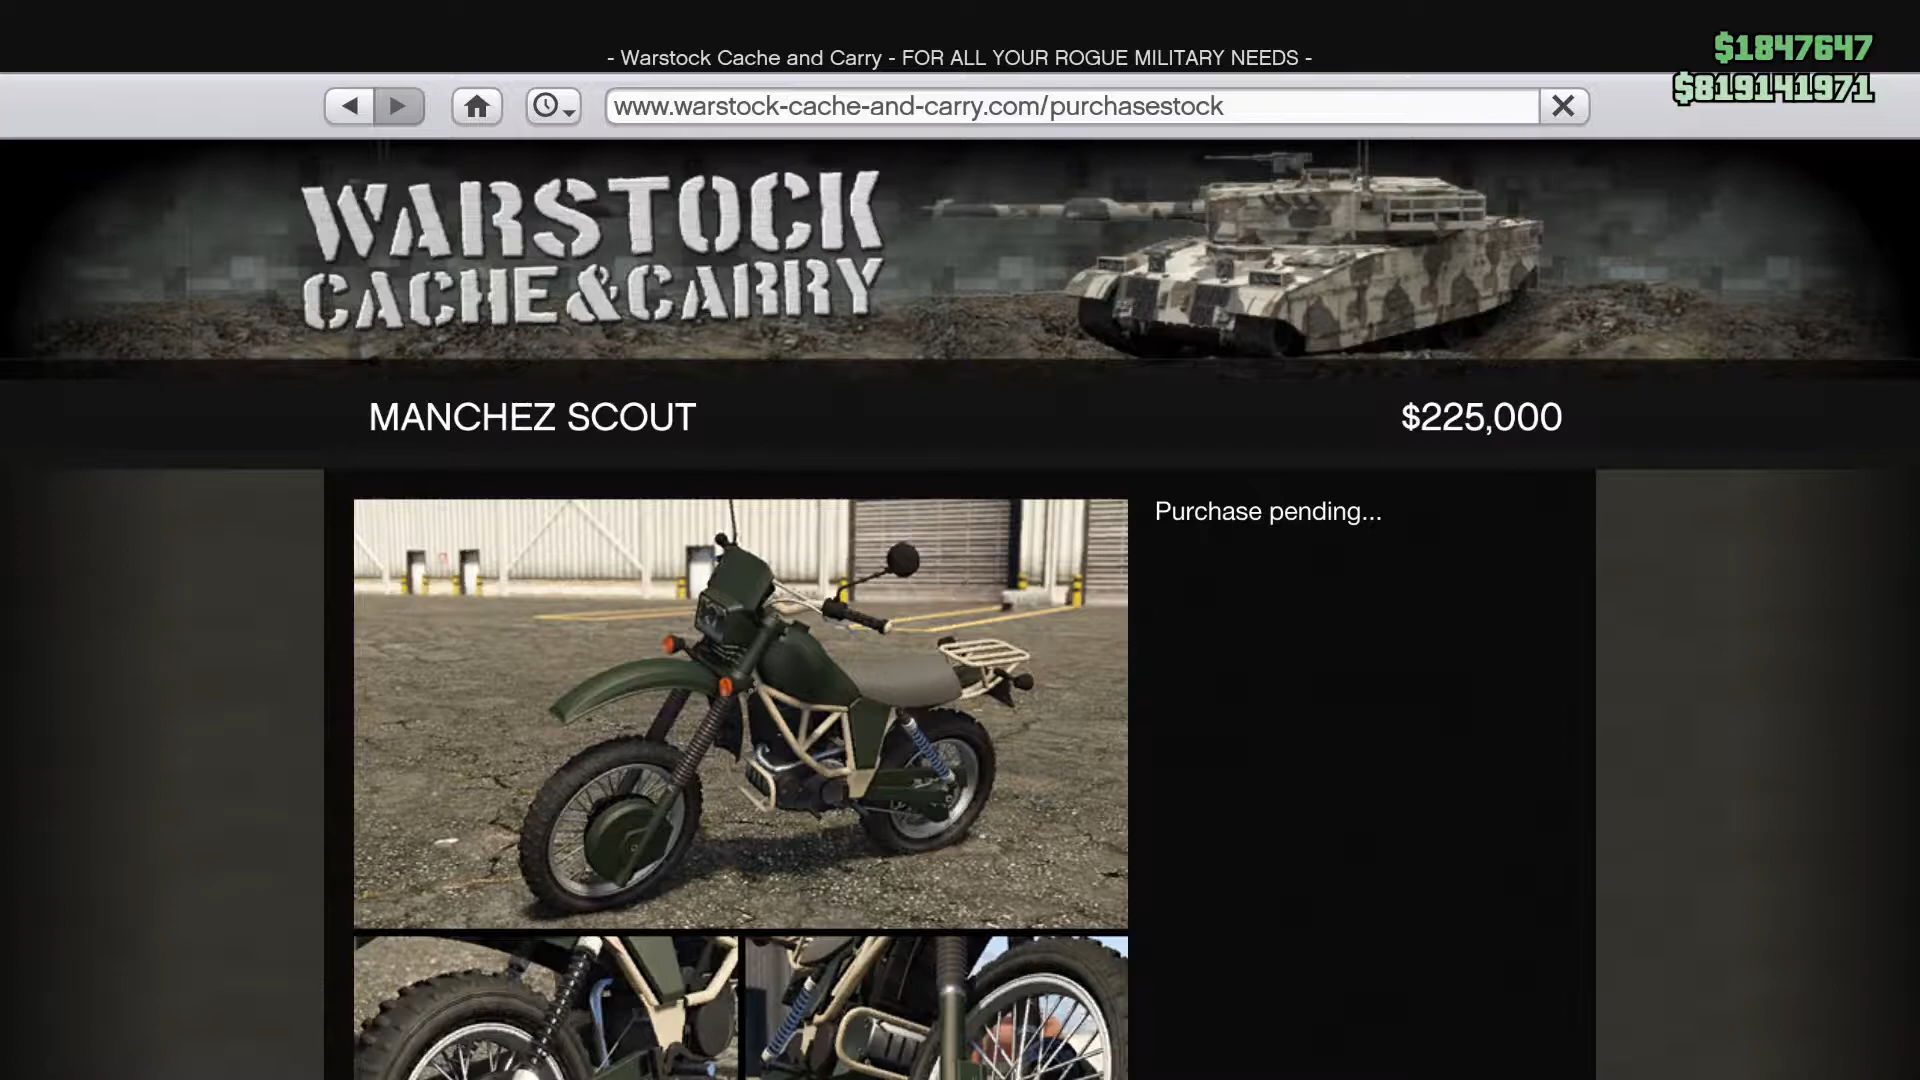 - Warstock Cache and Carry - FOR ALL YOUR ROGUE MILITARY NEEDS -
$1847647
$819141971
www.warstock-cache-and-carry.com/purchasestock
WARSTOCK
CACHE & CARRY
MANCHEZ SCOUT
$225,000
Purchase pending...